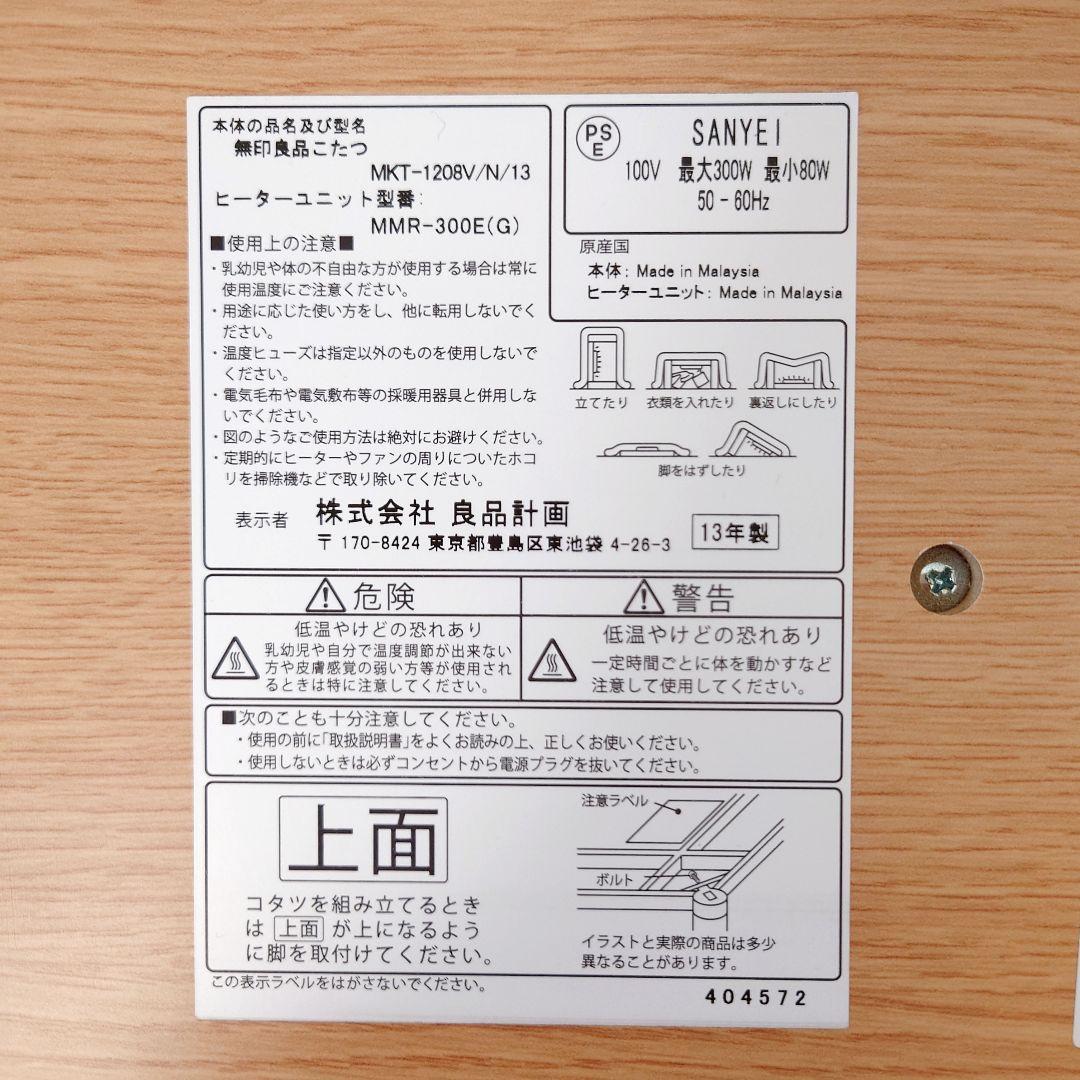 本体の品名及び型名
無印良品こたつ
MKT-1208V/N/13
ヒーターユニット型番:
MMR-300E(G)
■使用上の注意■
・乳幼児や体の不自由な方が使用する場合は常に
使用温度にご注意ください。
・用途に応じた使い方をし、他に転用しないでく
ださい。
・温度ヒューズは指定以外のものを使用しないで
ください。
・電気毛布や電気敷布等の採暖用器具と併用しな
いでください。
・図のようなご使用方法は絶対にお避けください。
・定期的にヒーターやファンの周りについたホコ
リを掃除機などで取り除いてください。
PS
E
SANYEI
100V 最大300W 最小80W
50-60Hz
原産国
本体: Made in Malaysia
ヒーターユニット: Made in Malaysia
立てたり 衣類を入れたり 裏返しにしたり
脚をはずしたり
表示者 株式会社 良品計画
〒170-8424 東京都豊島区東池袋 4-26-3
13年製
危険
低温やけどの恐れあり
乳幼児や自分で温度調節が出来ない
方や皮膚感覚の弱い方等が使用され
るときは特に注意してください。
警告
低温やけどの恐れあり
一定時間ごとに体を動かすなど
注意して使用してください。
■次のことも十分注意してください。
・使用の前に「取扱説明書」をよくお読みの上、正しくお使いください。
・使用しないときは必ずコンセントから電源プラグを抜いてください。
上面
コタツを組み立てるとき
は 上面 が上になるよう
に脚を取付けてください。
注意ラベル
ボルト
イラストと実際の商品は多少
異なることがあります。
この表示ラベルをはがさないでください。
404572